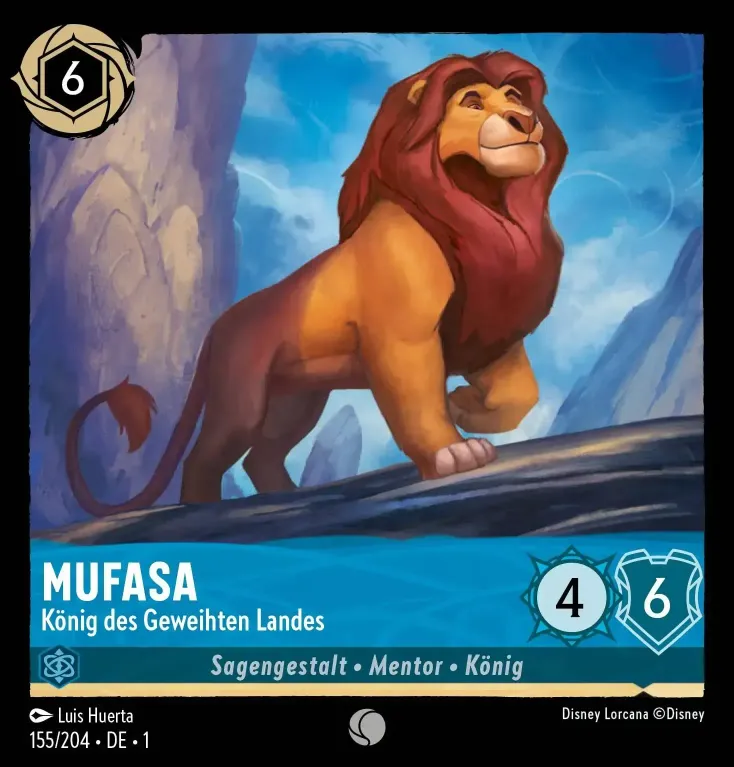 6
MUFASA
König des Geweihten Landes
4
6
Sagengestalt • Mentor • König
Luis Huerta
Disney Lorcana ©Disney
155/204 • DE • 1